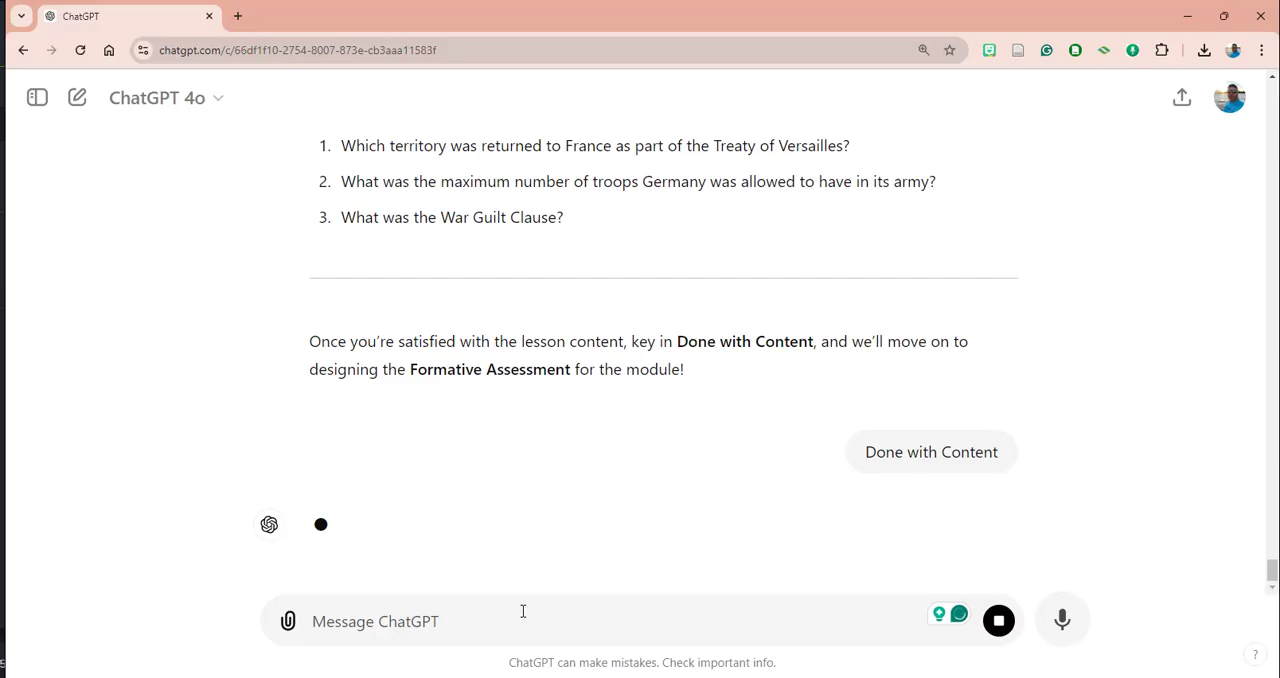 ChatGPT
chatgpt.com/c/66df1f10-2754-8007-873e-cb3aaa11583f
ChatGPT 4o
1. Which territory was returned to France as part of the Treaty of Versailles?
2. What was the maximum number of troops Germany was allowed to have in its army?
3. What was the War Guilt Clause?
Once you're satisfied with the lesson content, key in Done with Content, and we'll move on to
designing the Formative Assessment for the module!
Done with Content
Message ChatGPT
ChatGPT can make mistakes. Check important info.
?